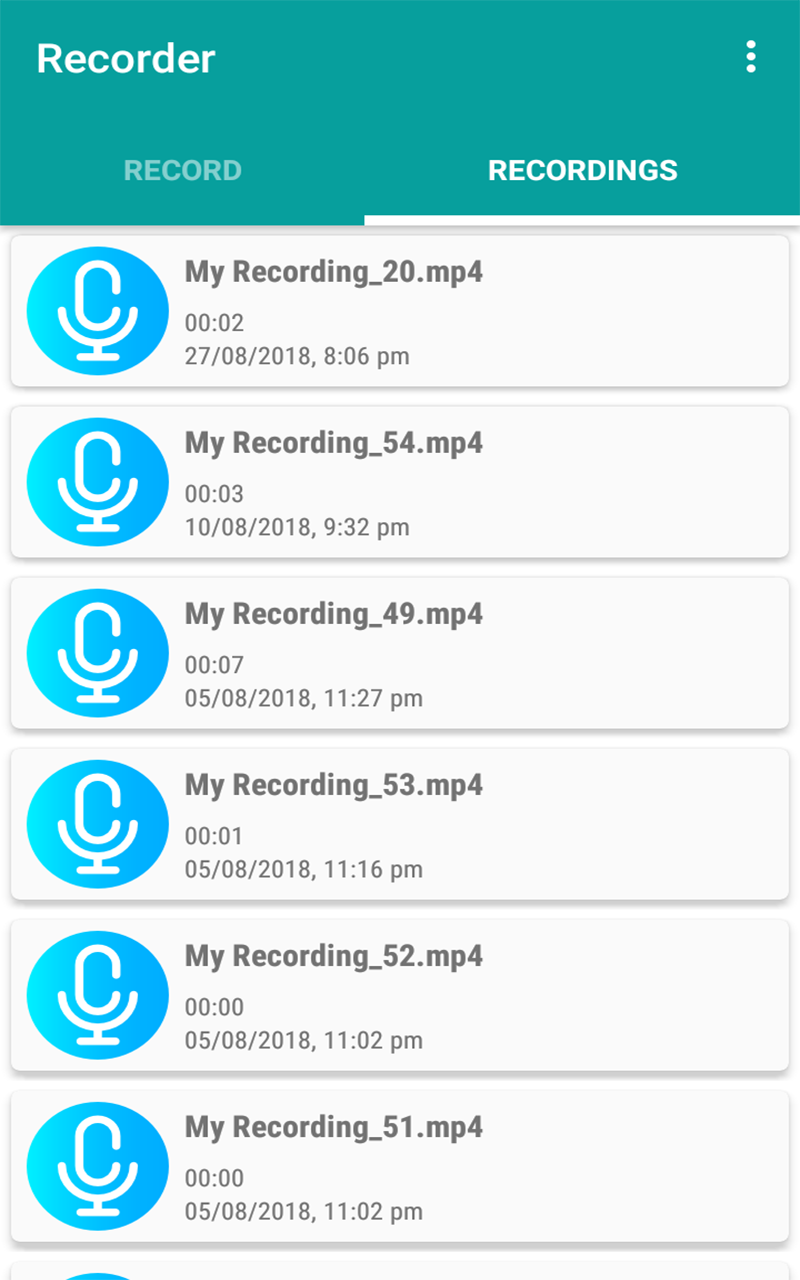 Recorder
RECORD
RECORDINGS
My Recording_20.mp4
00:02
27/08/2018, 8:06 pm
My Recording_54.mp4
00:03
10/08/2018, 9:32 pm
My Recording_49.mp4
00:07
05/08/2018, 11:27 pm
My Recording_53.mp4
00:01
05/08/2018, 11:16 pm
My Recording_52.mp4
00:00
05/08/2018, 11:02 pm
My Recording_51.mp4
00:00
05/08/2018, 11:02 pm